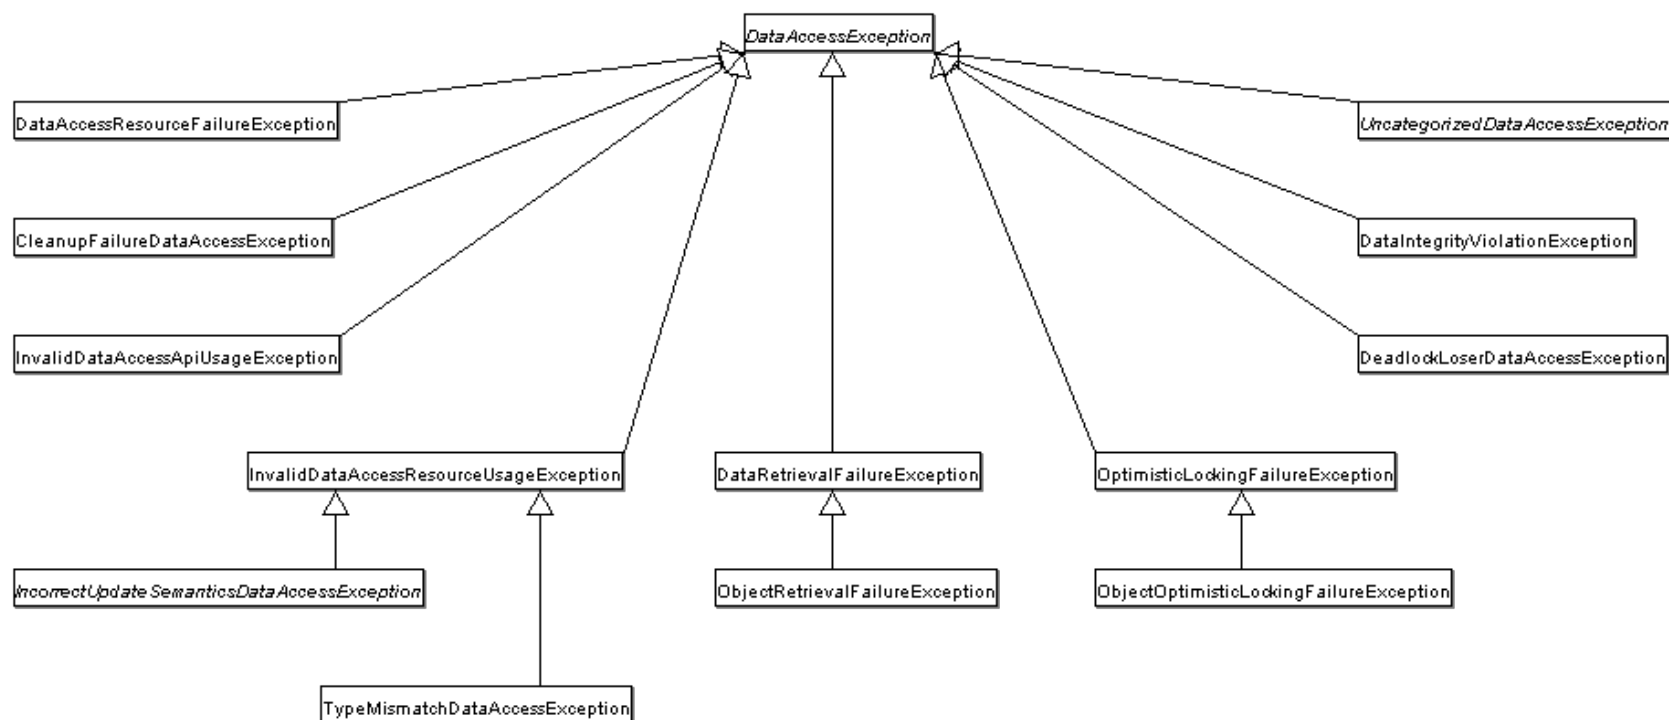 DataAccessException
DataAccessResourceFailureException
UncategorizedDataAccessException
CleanupFailureDataAccessException
DataIntegrityViolationException
InvalidDataAccessApiUsageException
DeadlockLoserDataAccessException
InvalidDataAccessResourceUsageException
DataRetrievalFailureException
OptimisticLockingFailureException
IncorrectUpdateSemanticsDataAccessException
ObjectRetrievalFailureException
ObjectOptimisticLockingFailureException
TypeMismatchDataAccessException